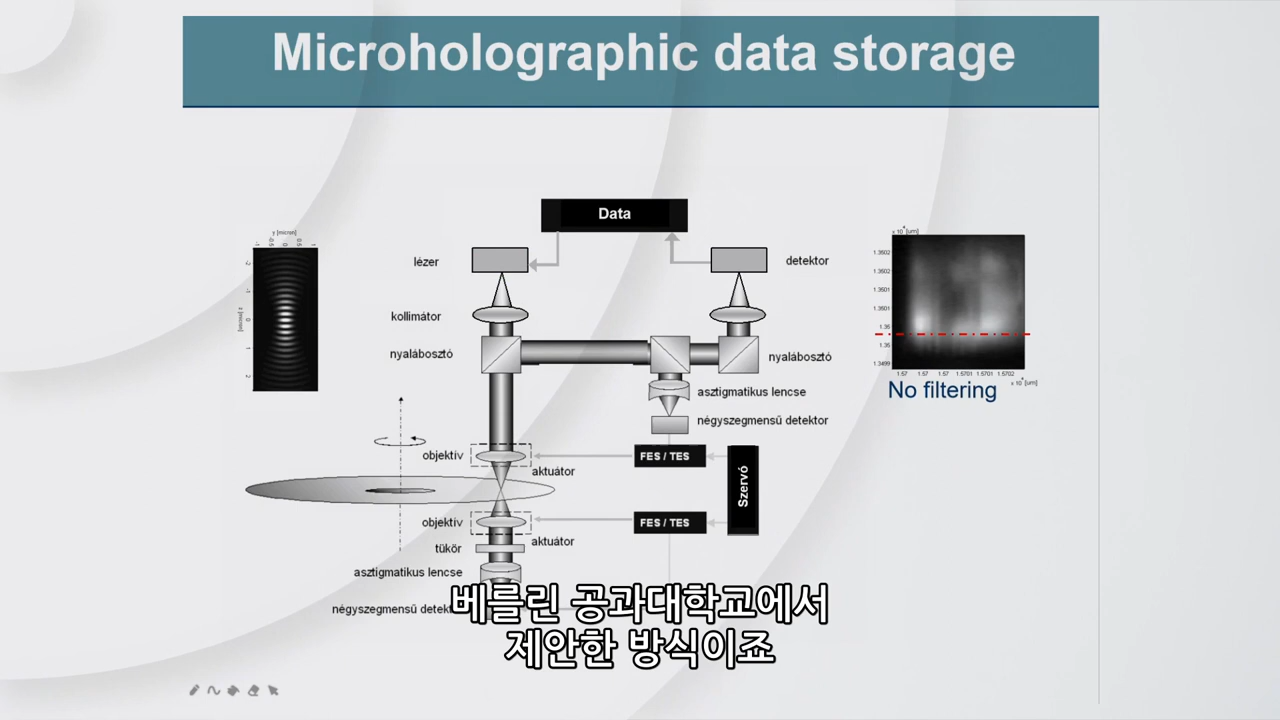 Microholographic data storage
Data
lézer
detektor
kollimátor
nyalábosztó
nyalábosztó
asztigmatikus lencse
négyszegmensű detektor
objektív
aktuátor
FES / TES
Szervó
objektív
aktuátor
FES / TES
tükör
asztigmatikus lencse
négyszegmensű
y [micron]
No filtering
베를린 공과대학교에서
제안한 방식이죠